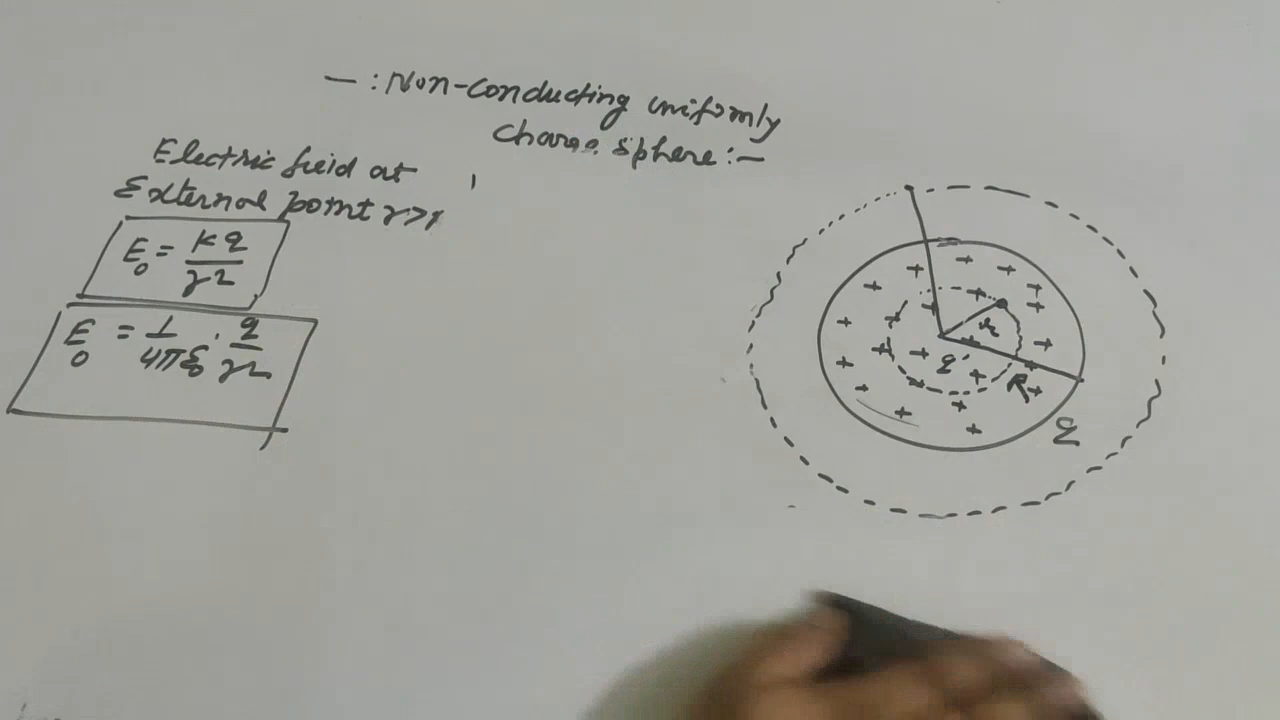 — : Non-conducting uniformly
charge sphere :—
Electric field at
External point r>
E₀ = Kq/r²
E₀ = 1/4πε₀ . q/r²
r
q'
q